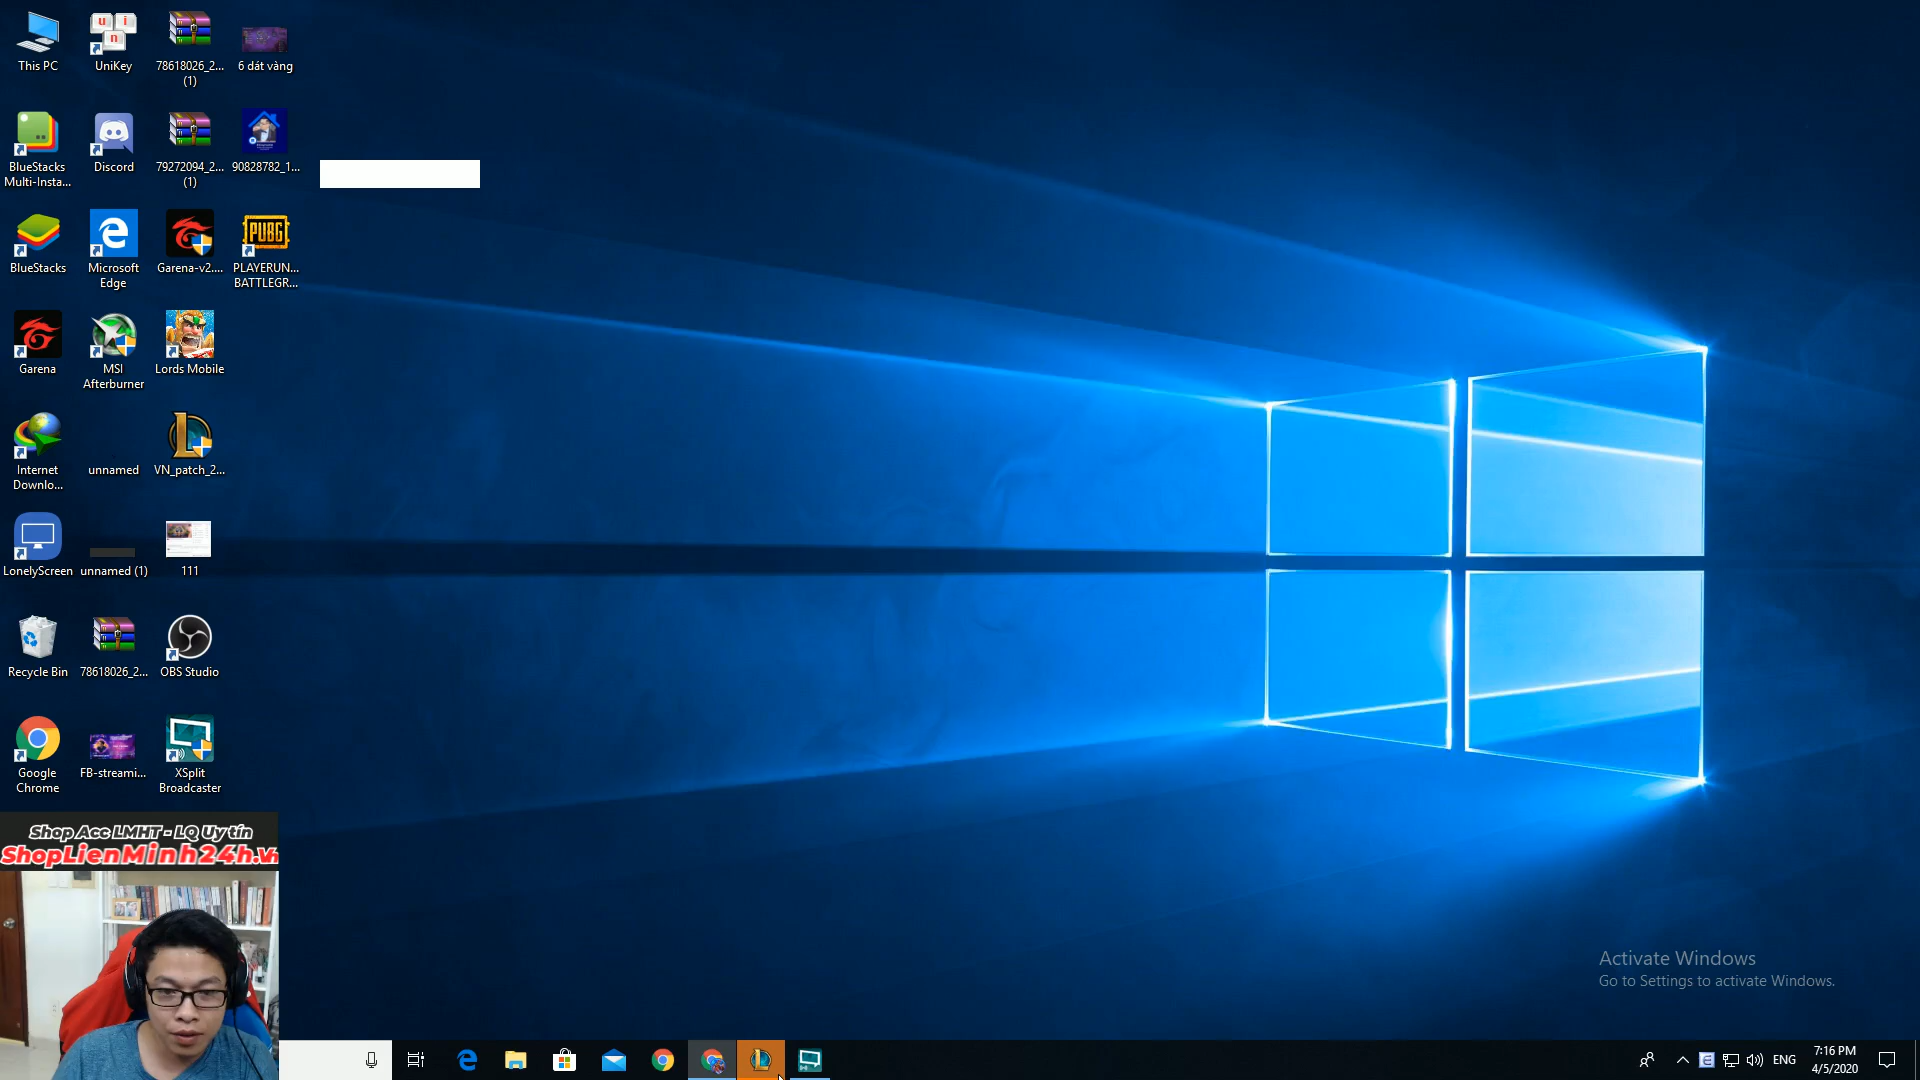 This PC
UniKey
78618026_2...
(1)
6 dát vàng
BlueStacks
Multi-Insta...
Discord
79272094_2...
(1)
90828782_1...
BlueStacks
Microsoft
Edge
Garena-v2....
PUBG
PLAYERUN...
BATTLEGR...
Garena
MSI
Afterburner
Lords Mobile
Internet
Downlo...
unnamed
VN_patch_2...
LonelyScreen
unnamed (1)
111
Recycle Bin
78618026_2...
OBS Studio
Google
Chrome
FB-streami...
XSplit
Broadcaster
Shop Acc LMHT - LQ Uy tín
ShopLienMinh24h.vn
Activate Windows
Go to Settings to activate Windows.
ENG
7:16 PM
4/5/2020